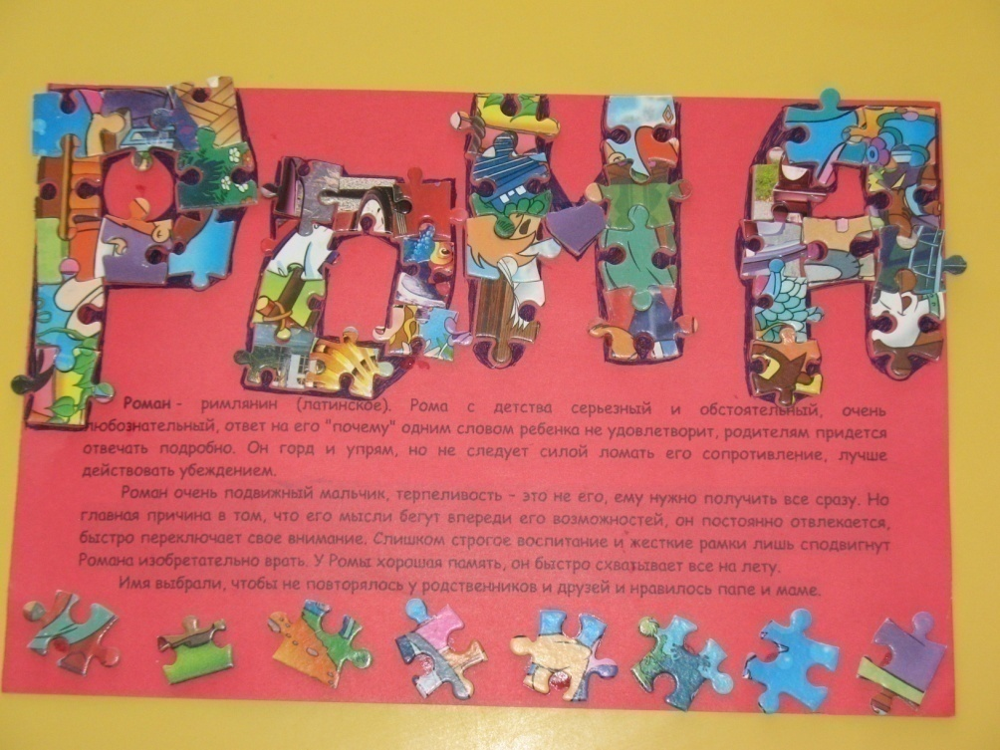 РоМА
Роман - римлянин (латинское). Рома с детства серьезный и обстоятельный, очень
любознательный, ответ на его "почему" одним словом ребенка не удовлетворит, родителям придется
отвечать подробно. Он горд и упрям, но не следует силой ломать его сопротивление, лучше
действовать убеждением.
Роман очень подвижный мальчик, терпеливость - это не его, ему нужно получить все сразу. Но
главная причина в том, что его мысли бегут впереди его возможностей, он постоянно отвлекается,
быстро переключает свое внимание. Слишком строгое воспитание и жесткие рамки лишь сподвигнут
Романа изобретательно врать. У Ромы хорошая память, он быстро схватывает все на лету.
Имя выбрали, чтобы не повторялось у родственников и друзей и нравилось папе и маме.